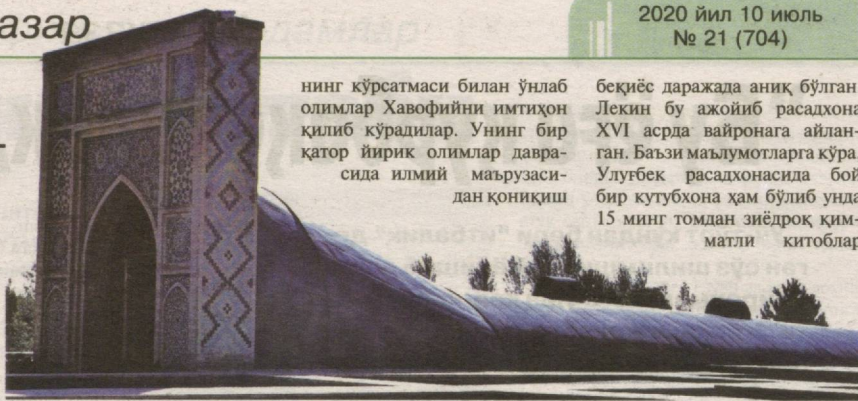 азар
2020 йил 10 июль
№ 21 (704)
нинг кўрсатмаси билан ўнлаб
олимлар Хавофийни имтиҳон
қилиб кўрадилар. Унинг бир
қатор йирик олимлар давра-
сида илмий маърузаси-
дан қониқиш
беқиёс даражада аниқ бўлган
Лекин бу ажойиб расадхона
XVI асрда вайронага айлан-
ган. Баъзи маълумотларга кўра
Улуғбек расадхонасида бой
бир кутубхона ҳам бўлиб унда
15 минг томдан зиёдроқ қим-
матли китоблар